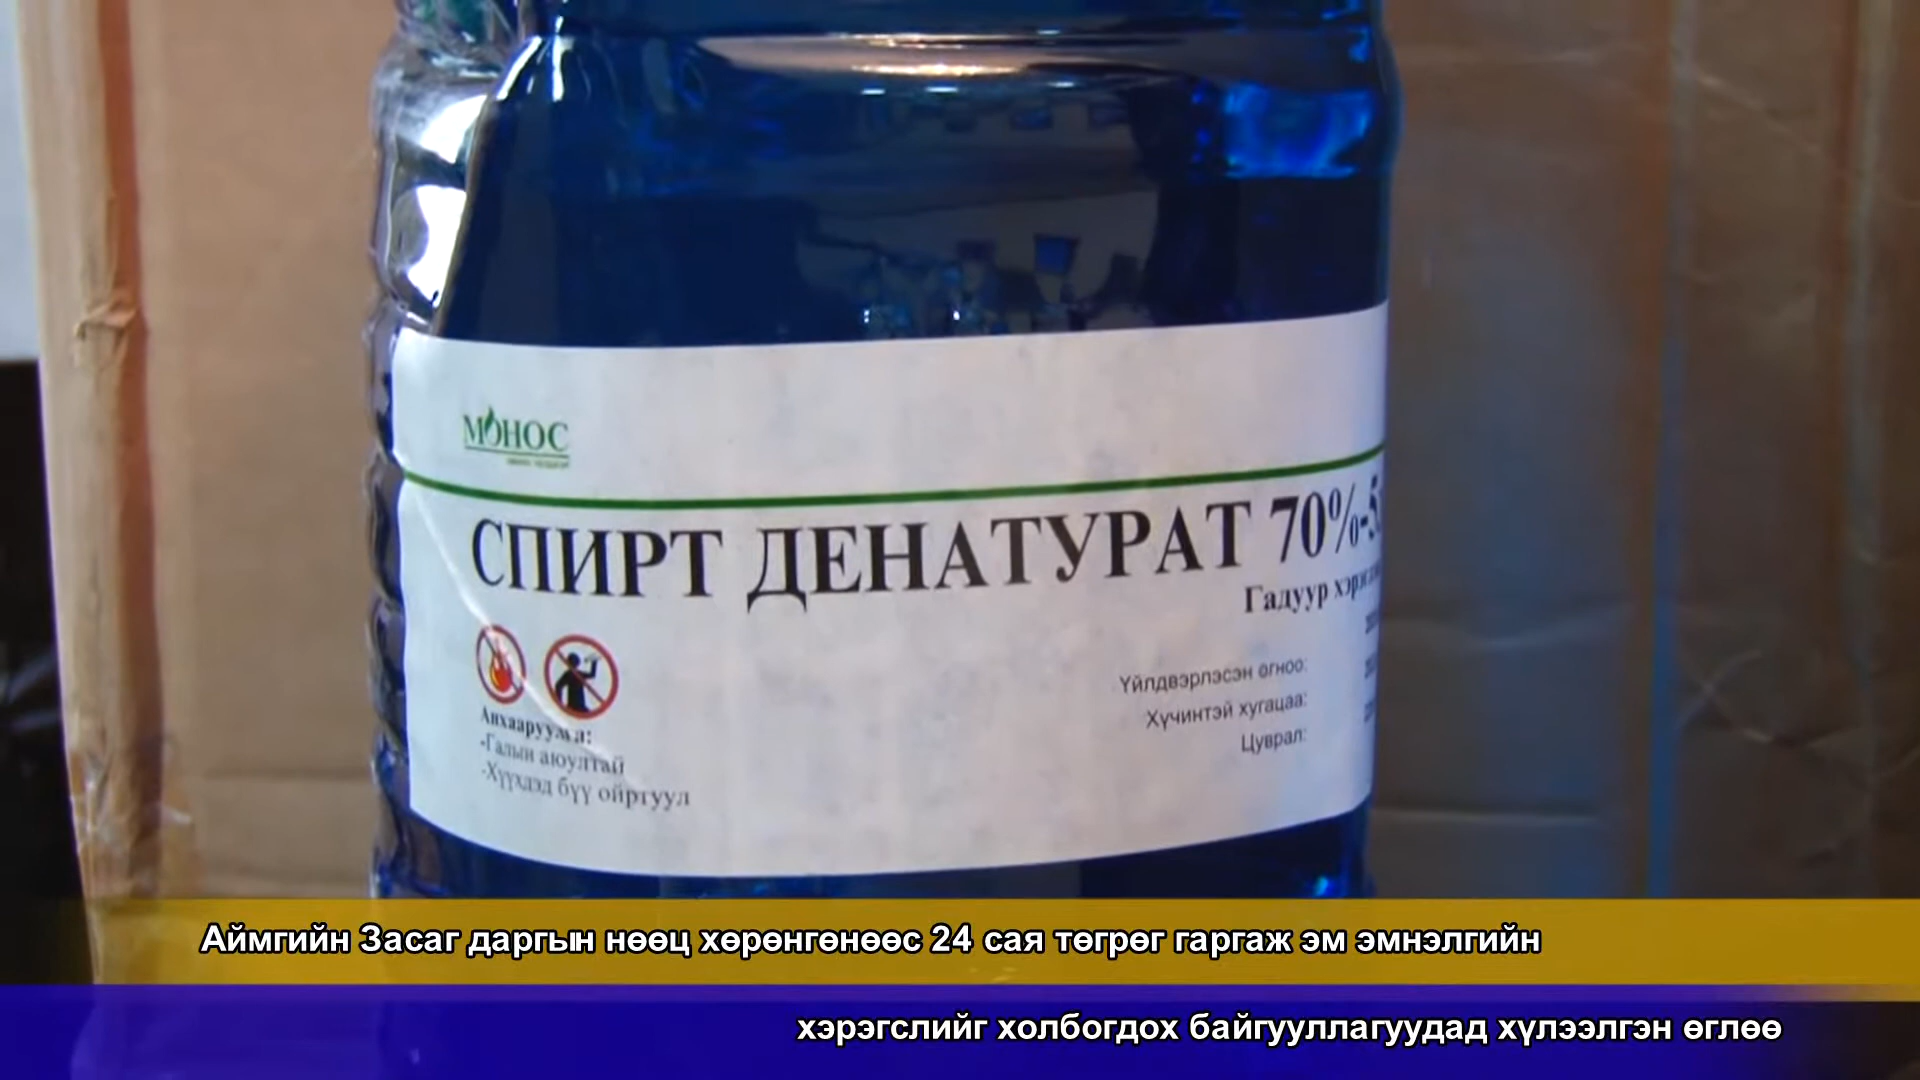 МОНОС
СПИРТ ДЕНАТУРАТ 70%-5
Гадуур
Үйлдвэрлэсэн огноо:
Хүчинтэй хугацаа:
Цуврал:
Анхааруулга:
-Галын аюултай
-Хүүхдэд бүү ойртуул
Аймгийн Засаг даргын нөөц хөрөнгөнөөс 24 сая төгрөг гаргаж эм эмнэлгийн
хэрэгслийг холбогдох байгууллагуудад хүлээлгэн өглөө